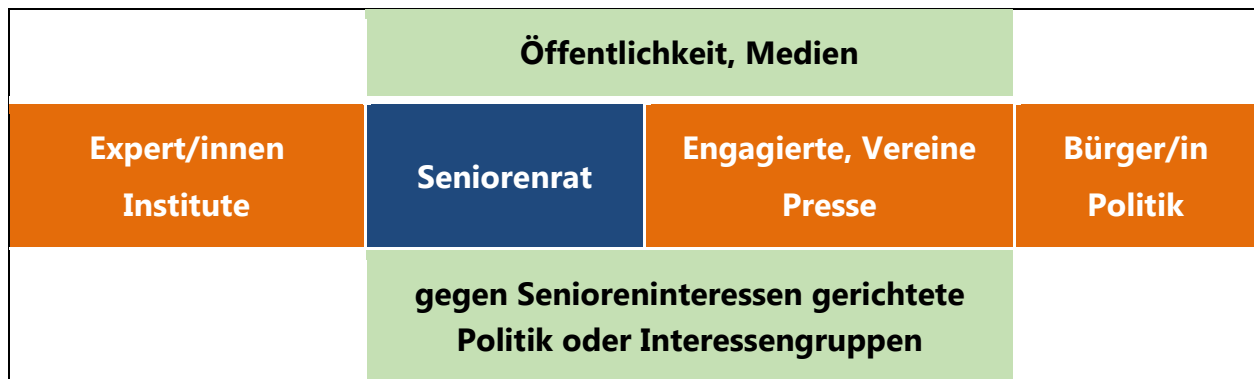 Öffentlichkeit, Medien
Expert/innen
Institute
Seniorenrat
Engagierte, Vereine
Presse
Bürger/in
Politik
gegen Senioreninteressen gerichtete
Politik oder Interessengruppen